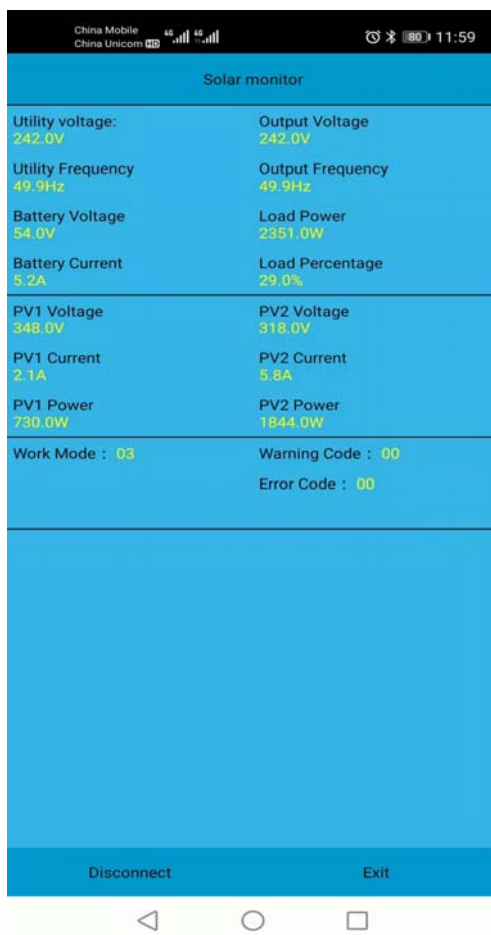 China Mobile
China Unicom HD 4G 4G 80 11:59
Solar monitor
Utility voltage: Output Voltage
242.0V 242.0V
Utility Frequency Output Frequency
49.9Hz 49.9Hz
Battery Voltage Load Power
54.0V 2351.0W
Battery Current Load Percentage
5.2A 29.0%
PV1 Voltage PV2 Voltage
348.0V 318.0V
PV1 Current PV2 Current
2.1A 5.8A
PV1 Power PV2 Power
730.0W 1844.0W
Work Mode : 03 Warning Code : 00
Error Code : 00
Disconnect Exit